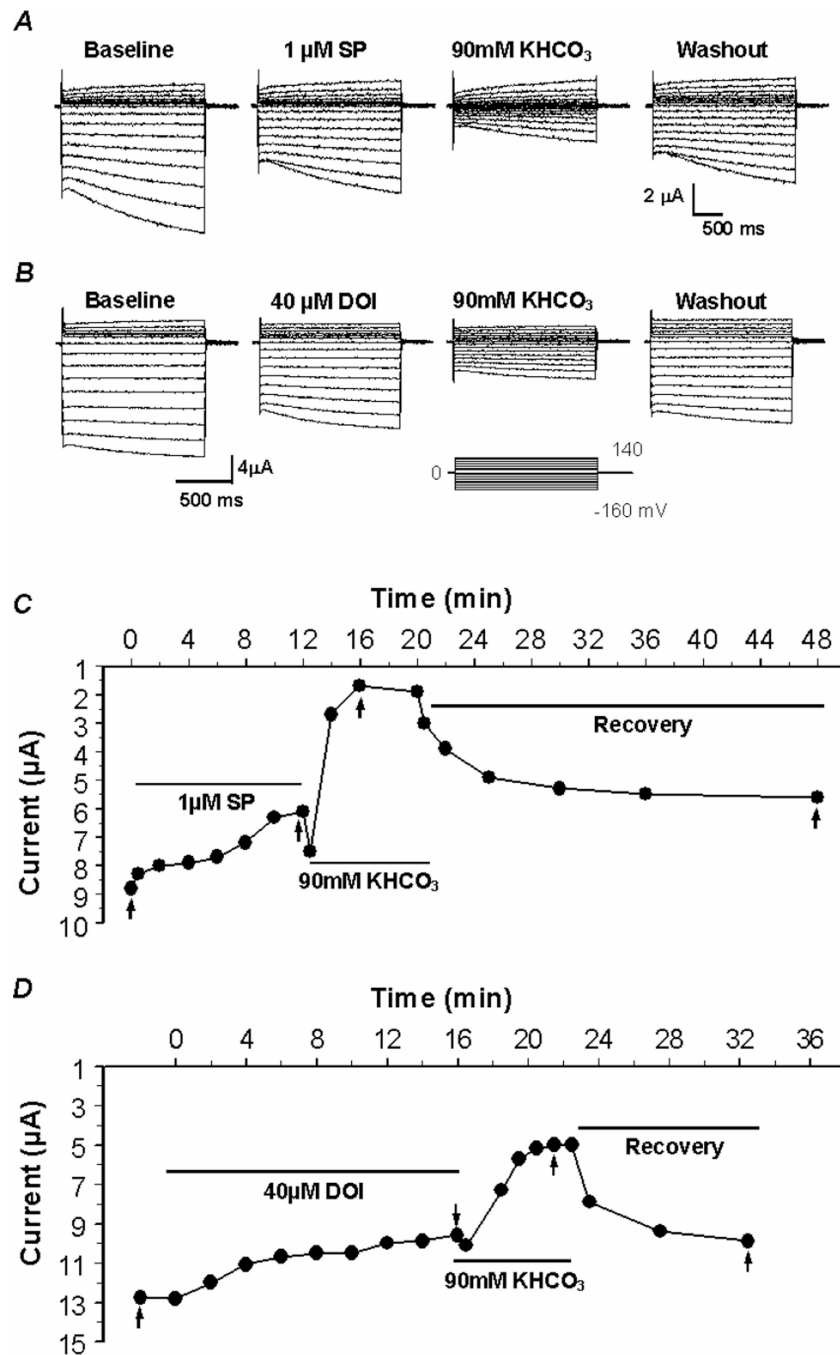 A
Baseline 1 µM SP 90mM KHCO₃ Washout
2 µA
500 ms
B
Baseline 40 µM DOI 90mM KHCO₃ Washout
4µA
500 ms
140
0
-160 mV
C
Time (min)
0 4 8 12 16 20 24 28 32 36 40 44 48
Current (µA)
1
2
3
4
5
6
7
8
9
10
Recovery
1µM SP
90mM KHCO₃
D
Time (min)
0 4 8 12 16 20 24 28 32 36
Current (µA)
1
3
5
7
9
11
13
15
Recovery
40µM DOI
90mM KHCO₃